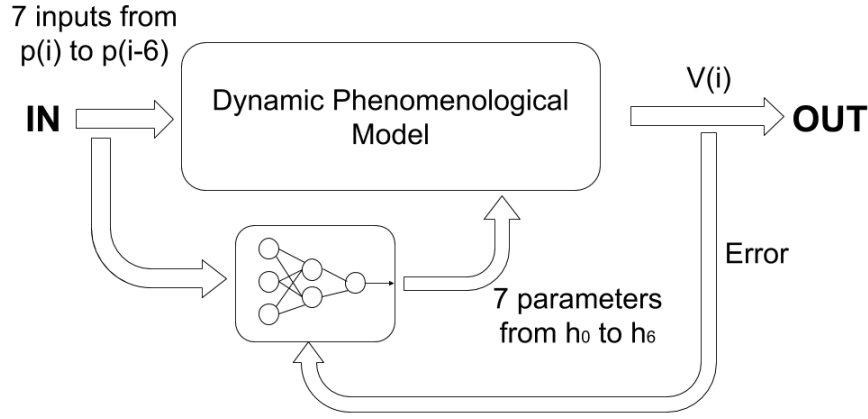 7 inputs from
p(i) to p(i-6)
IN
Dynamic Phenomenological
Model
V(i)
OUT
Error
7 parameters
from h₀ to h₆